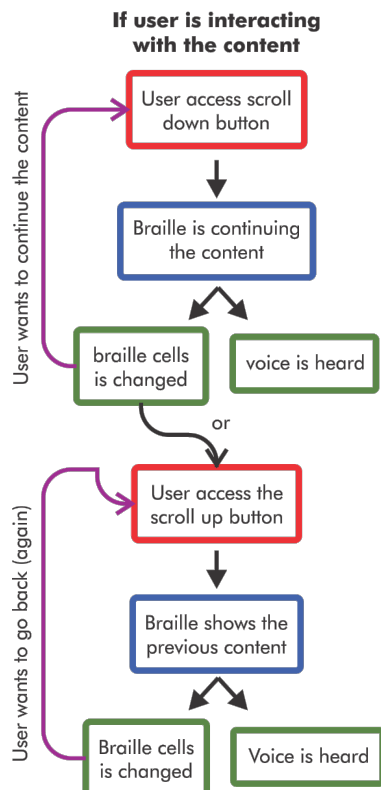 If user is interacting
with the content
User access scroll
down button
User wants to continue the content
Braille is continuing
the content
braille cells
is changed
voice is heard
or
User access the
scroll up button
User wants to go back (again)
Braille shows the
previous content
Braille cells
is changed
Voice is heard